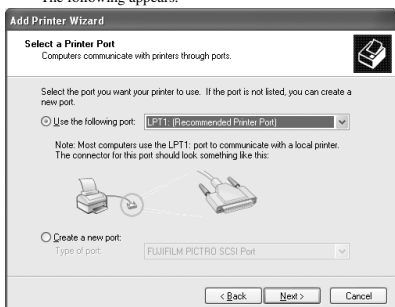 The following appears.
Add Printer Wizard
Select a Printer Port
Computers communicate with printers through ports.
Select the port you want your printer to use. If the port is not listed, you can create a
new port.
Use the following port: LPT1: (Recommended Printer Port)
Note: Most computers use the LPT1: port to communicate with a local printer.
The connector for this port should look something like this:
Create a new port:
Type of port: FUJIFILM PICTRO SCSI Port
< Back Next > Cancel